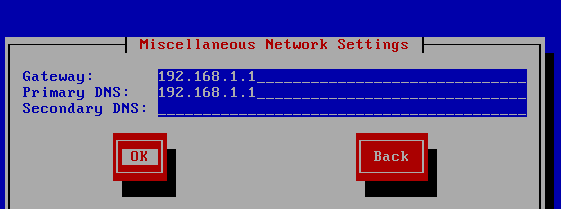 Miscellaneous Network Settings
Gateway: 192.168.1.1
Primary DNS: 192.168.1.1
Secondary DNS:
OK Back